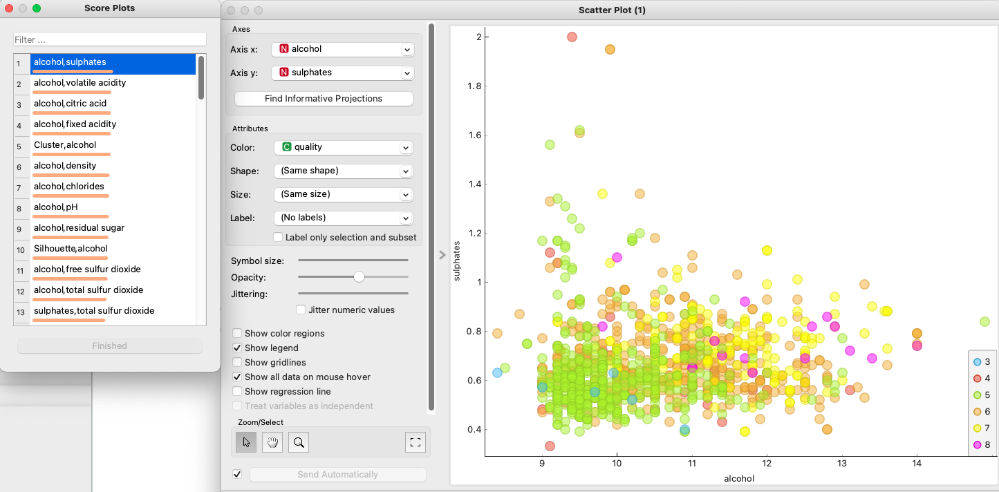 Score Plots
Filter ...
1 alcohol,sulphates
2 alcohol,volatile acidity
3 alcohol,citric acid
4 alcohol,fixed acidity
5 Cluster,alcohol
6 alcohol,density
7 alcohol,chlorides
8 alcohol,pH
9 alcohol,residual sugar
10 Silhouette,alcohol
11 alcohol,free sulfur dioxide
12 alcohol,total sulfur dioxide
13 sulphates,total sulfur dioxide
Finished
Scatter Plot (1)
Axes
Axis x: N alcohol
Axis y: N sulphates
Find Informative Projections
Attributes
Color: C quality
Shape: (Same shape)
Size: (Same size)
Label: (No labels)
Label only selection and subset
Symbol size:
Opacity:
Jittering:
Jitter numeric values
Show color regions
Show legend
Show gridlines
Show all data on mouse hover
Show regression line
Treat variables as independent
Zoom/Select
Send Automatically
2
1.8
1.6
1.4
1.2
1
0.8
0.6
0.4
sulphates
9 10 11 12 13 14
alcohol
3
4
5
6
7
8